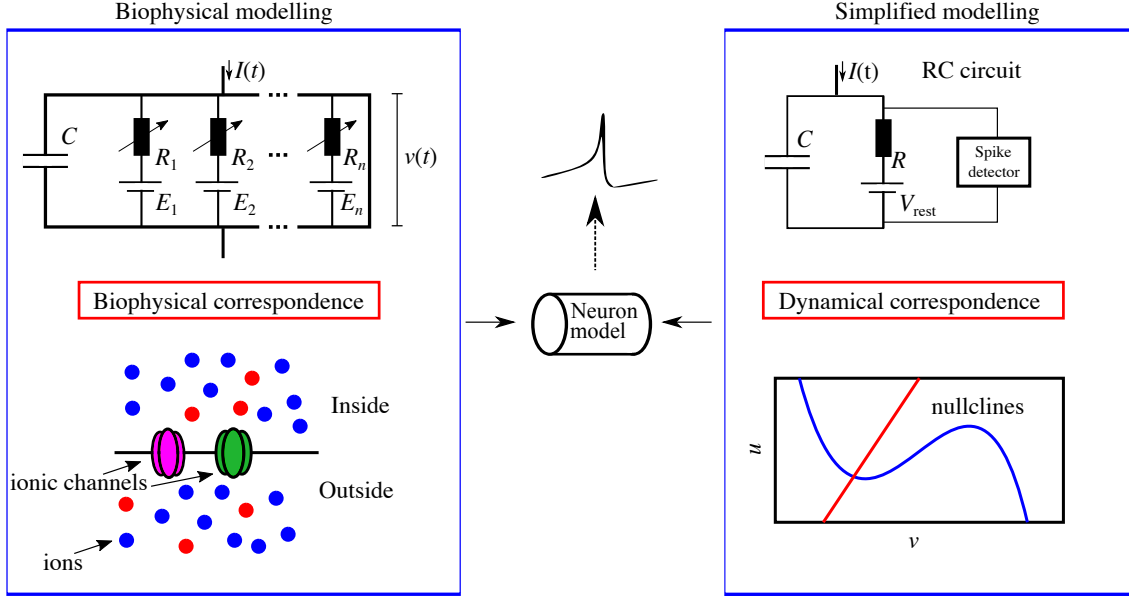 Biophysical modelling
I(t)
C
R1
R2
Rn
v(t)
E1
E2
En
Biophysical correspondence
Inside
ionic channels
Outside
ions
Neuron
model
Simplified modelling
I(t)
RC circuit
C
R
Spike
detector
Vrest
Dynamical correspondence
nullclines
u
v